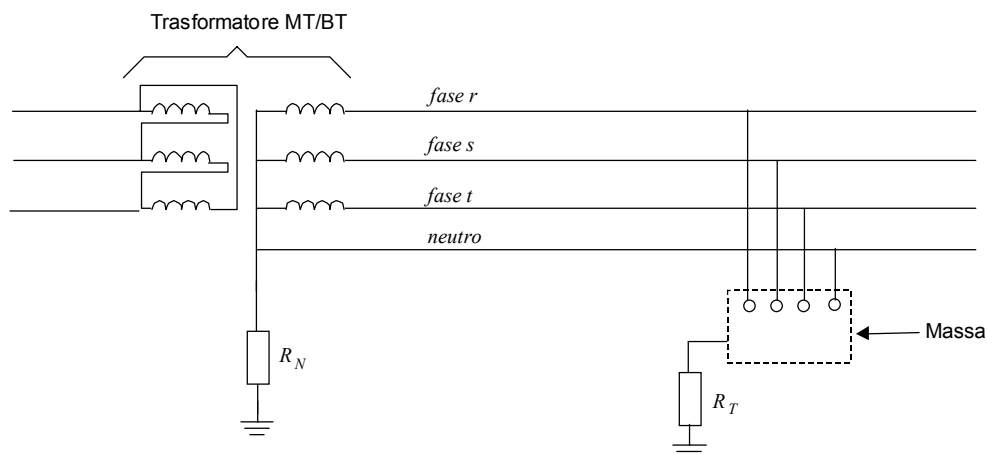 Trasformatore MT/BT
fase r
fase s
fase t
neutro
R_N
Massa
R_T